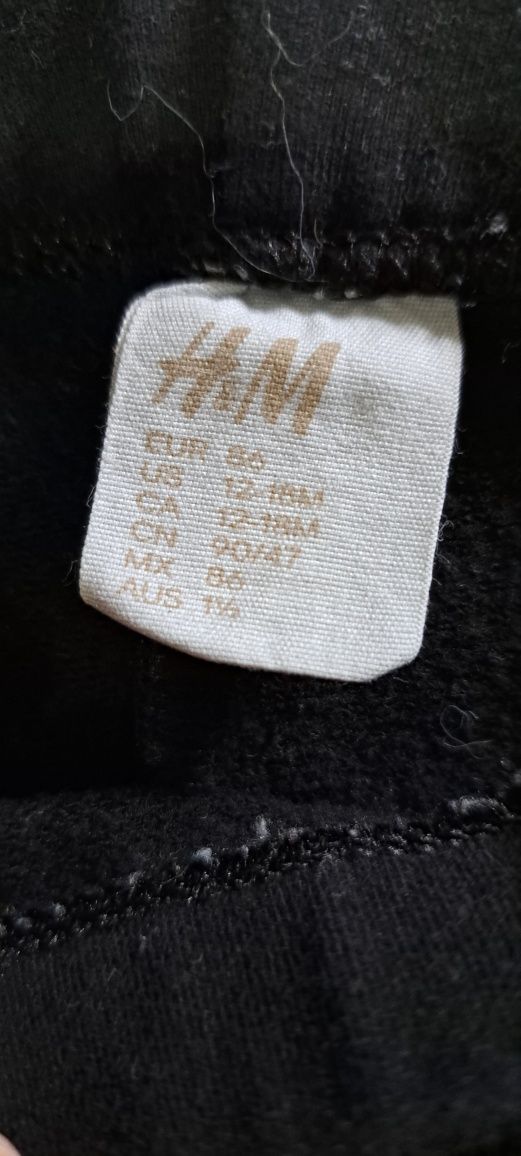 H&M
EUR 86
US 12-18M
CA 12-18M
CN 90/47
MX 86
AUS 1½